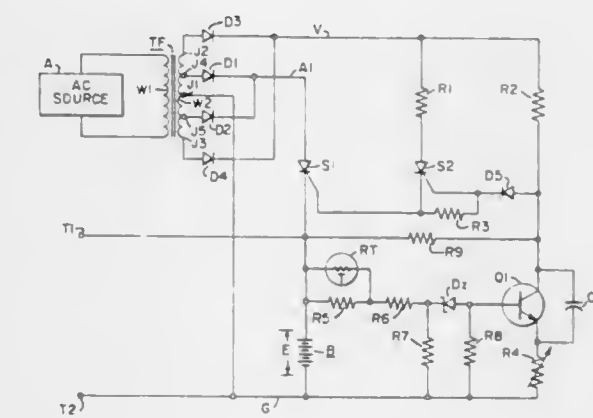 D3
V
TF
A
J2
J4
D1
A1
AC
SOURCE
W1
J1
W2
J5
D2
J3
D4
R1
R2
S1
S2
D5
R3
T1
R9
RT
Q1
Dz
C
R5
R6
E
B
R7
R8
R4
T2
G